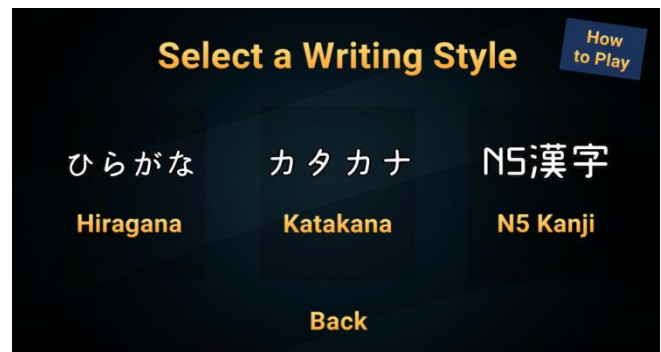 Select a Writing Style
How
to Play
ひらがな
カタカナ
N5漢字
Hiragana
Katakana
N5 Kanji
Back